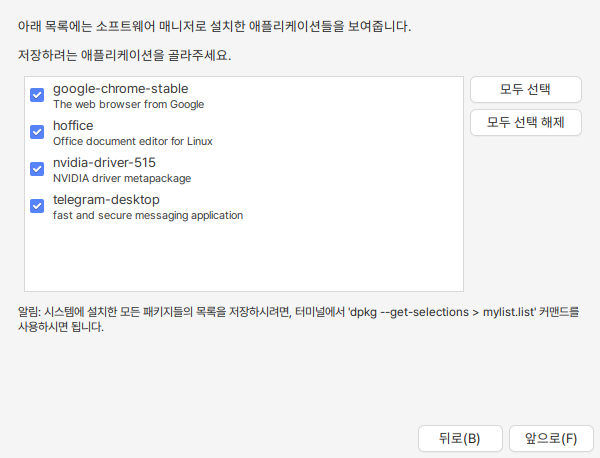 아래 목록에는 소프트웨어 매니저로 설치한 애플리케이션들을 보여줍니다.
저장하려는 애플리케이션을 골라주세요.
google-chrome-stable
The web browser from Google
hoffice
Office document editor for Linux
nvidia-driver-515
NVIDIA driver metapackage
telegram-desktop
fast and secure messaging application
모두 선택
모두 선택 해제
알림: 시스템에 설치한 모든 패키지들의 목록을 저장하시려면, 터미널에서 'dpkg --get-selections > mylist.list' 커맨드를
사용하시면 됩니다.
뒤로(B)
앞으로(F)